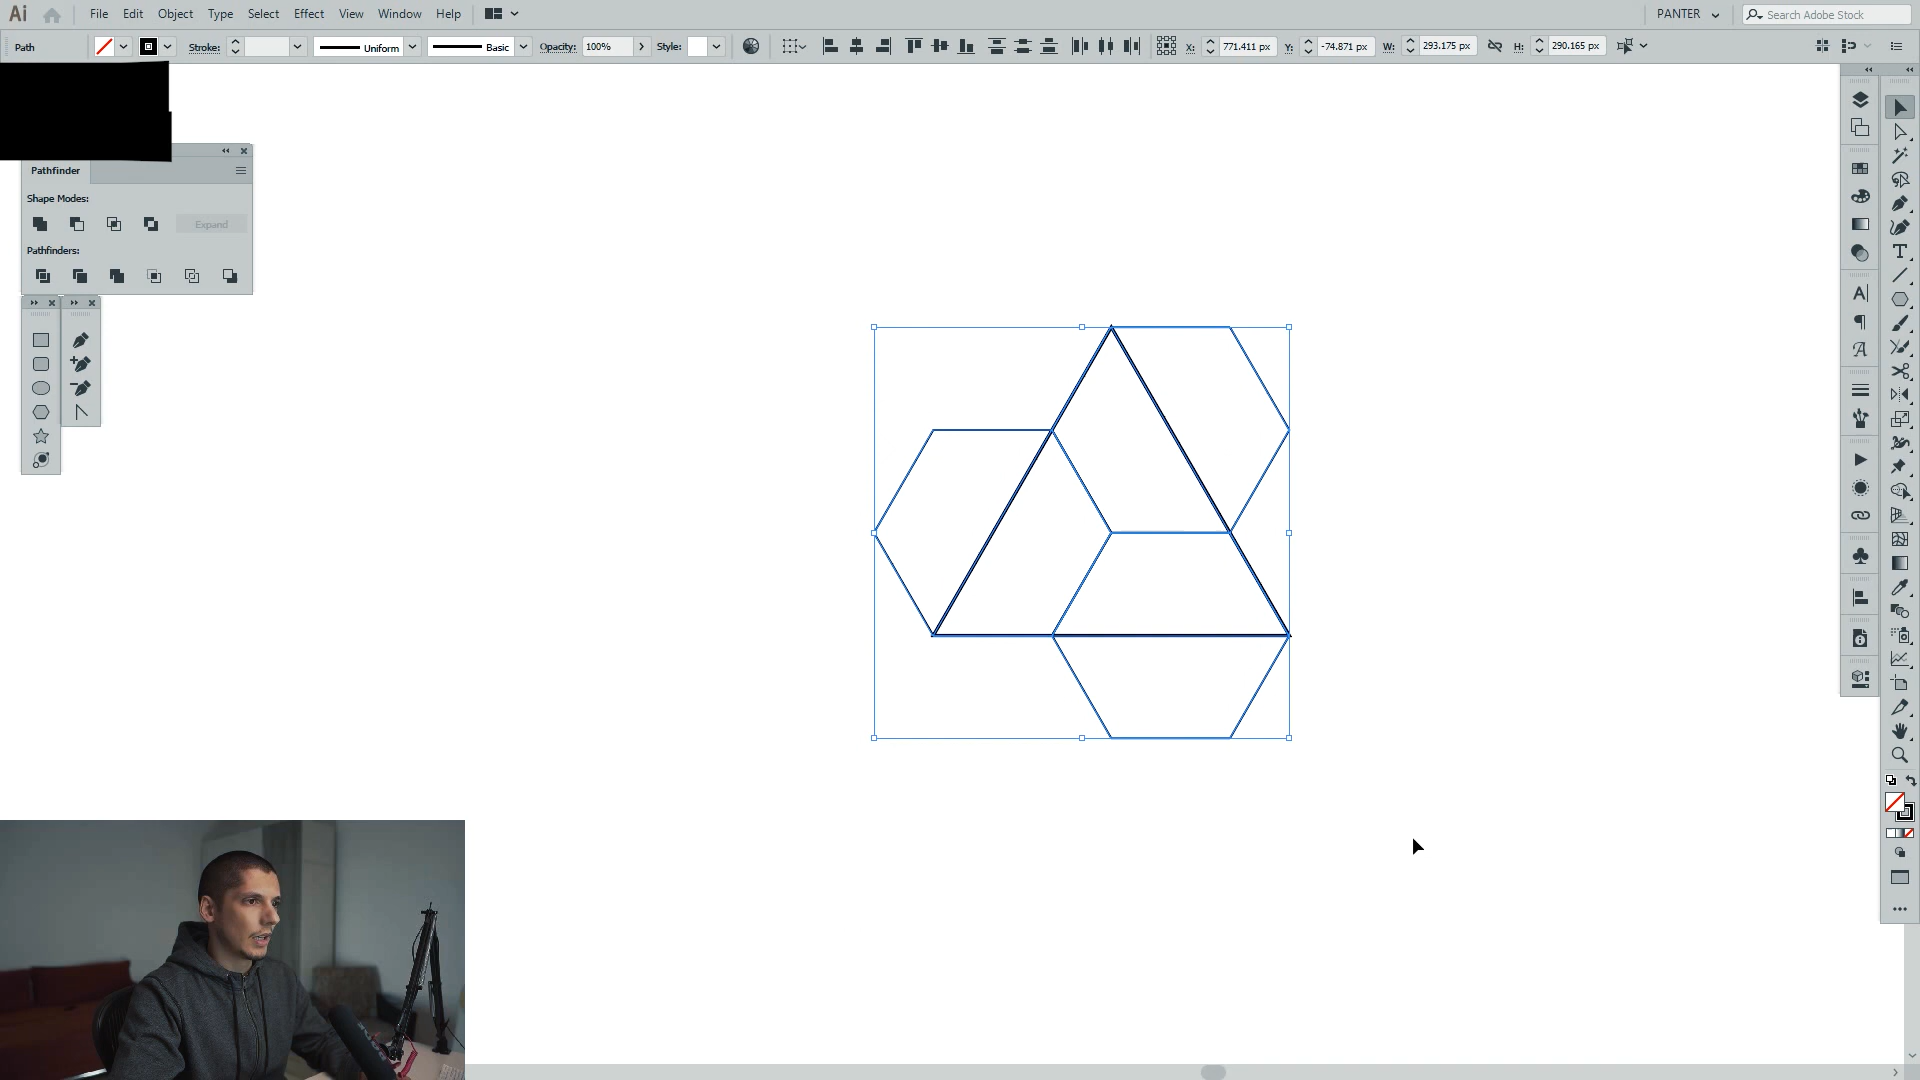 Ai File Edit Object Type Select Effect View Window Help PANTER Search Adobe Stock
Path Stroke: Uniform Basic Opacity: 100% Style: X: 771.411 px Y: -74.871 px W: 293.175 px H: 290.165 px
Pathfinder
Shape Modes:
Expand
Pathfinders: